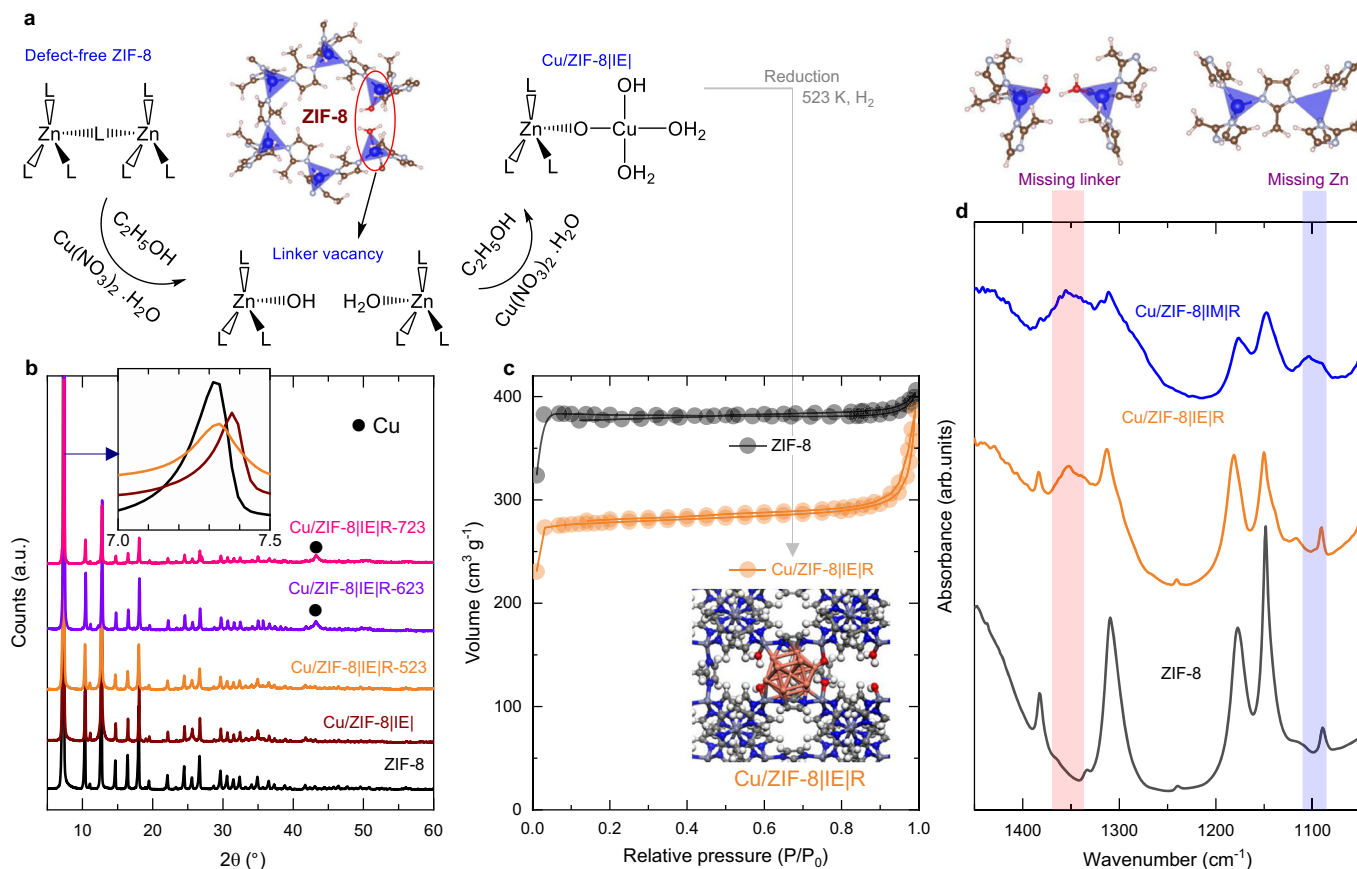 a
Defect-free ZIF-8
L
L
Zn
L
Zn
L
L
L
L
C₂H₅OH
Cu(NO₃)₂ .H₂O
ZIF-8
Linker vacancy
L
Zn
OH
L
L
H₂O
L
Zn
L
L
C₂H₅OH
Cu(NO₃)₂ .H₂O
Cu/ZIF-8|IE|
L
Zn
O
Cu
OH
OH₂
OH₂
L
L
Reduction
523 K, H₂
b
Counts (a.u.)
7.0
7.5
Cu
Cu/ZIF-8|IE|R-723
Cu/ZIF-8|IE|R-623
Cu/ZIF-8|IE|R-523
Cu/ZIF-8|IE|
ZIF-8
10
20
30
40
50
60
2θ (°)
c
Volume (cm³ g⁻¹)
400
300
200
100
0
ZIF-8
Cu/ZIF-8|IE|R
Cu/ZIF-8|IE|R
0.0
0.2
0.4
0.6
0.8
1.0
Relative pressure (P/P₀)
Missing linker
Missing Zn
d
Absorbance (arb.units)
Cu/ZIF-8|IM|R
Cu/ZIF-8|IE|R
ZIF-8
1400
1300
1200
1100
Wavenumber (cm⁻¹)